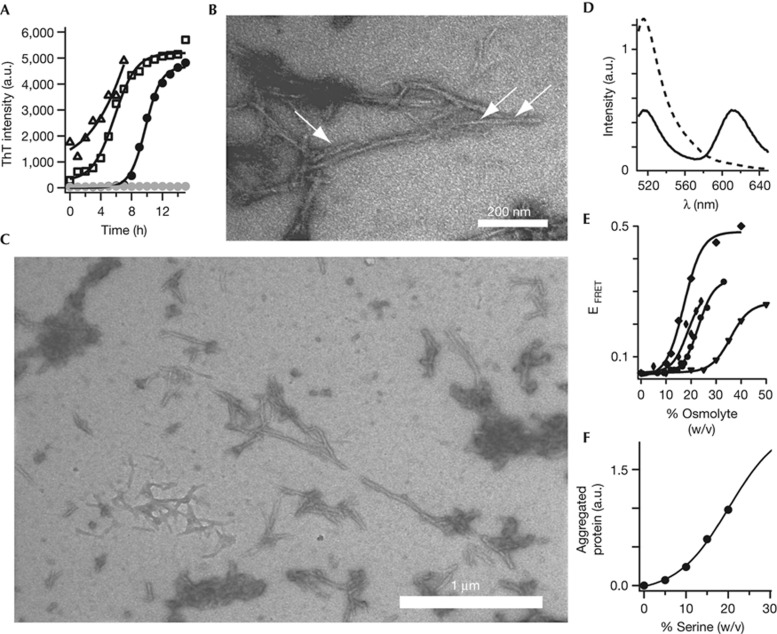 A
6,000
5,000
4,000
3,000
2,000
1,000
0
ThT intensity (a.u.)
0 4 8 12
Time (h)
B
200 nm
C
1 µm
D
1
0
Intensity (a.u.)
520 560 600 640
λ (nm)
E
0.5
0.1
E FRET
0 10 20 30 40 50
% Osmolyte
(w/v)
F
1.5
0.0
Aggregated
protein (a.u.)
0 10 20 30
% Serine (w/v)